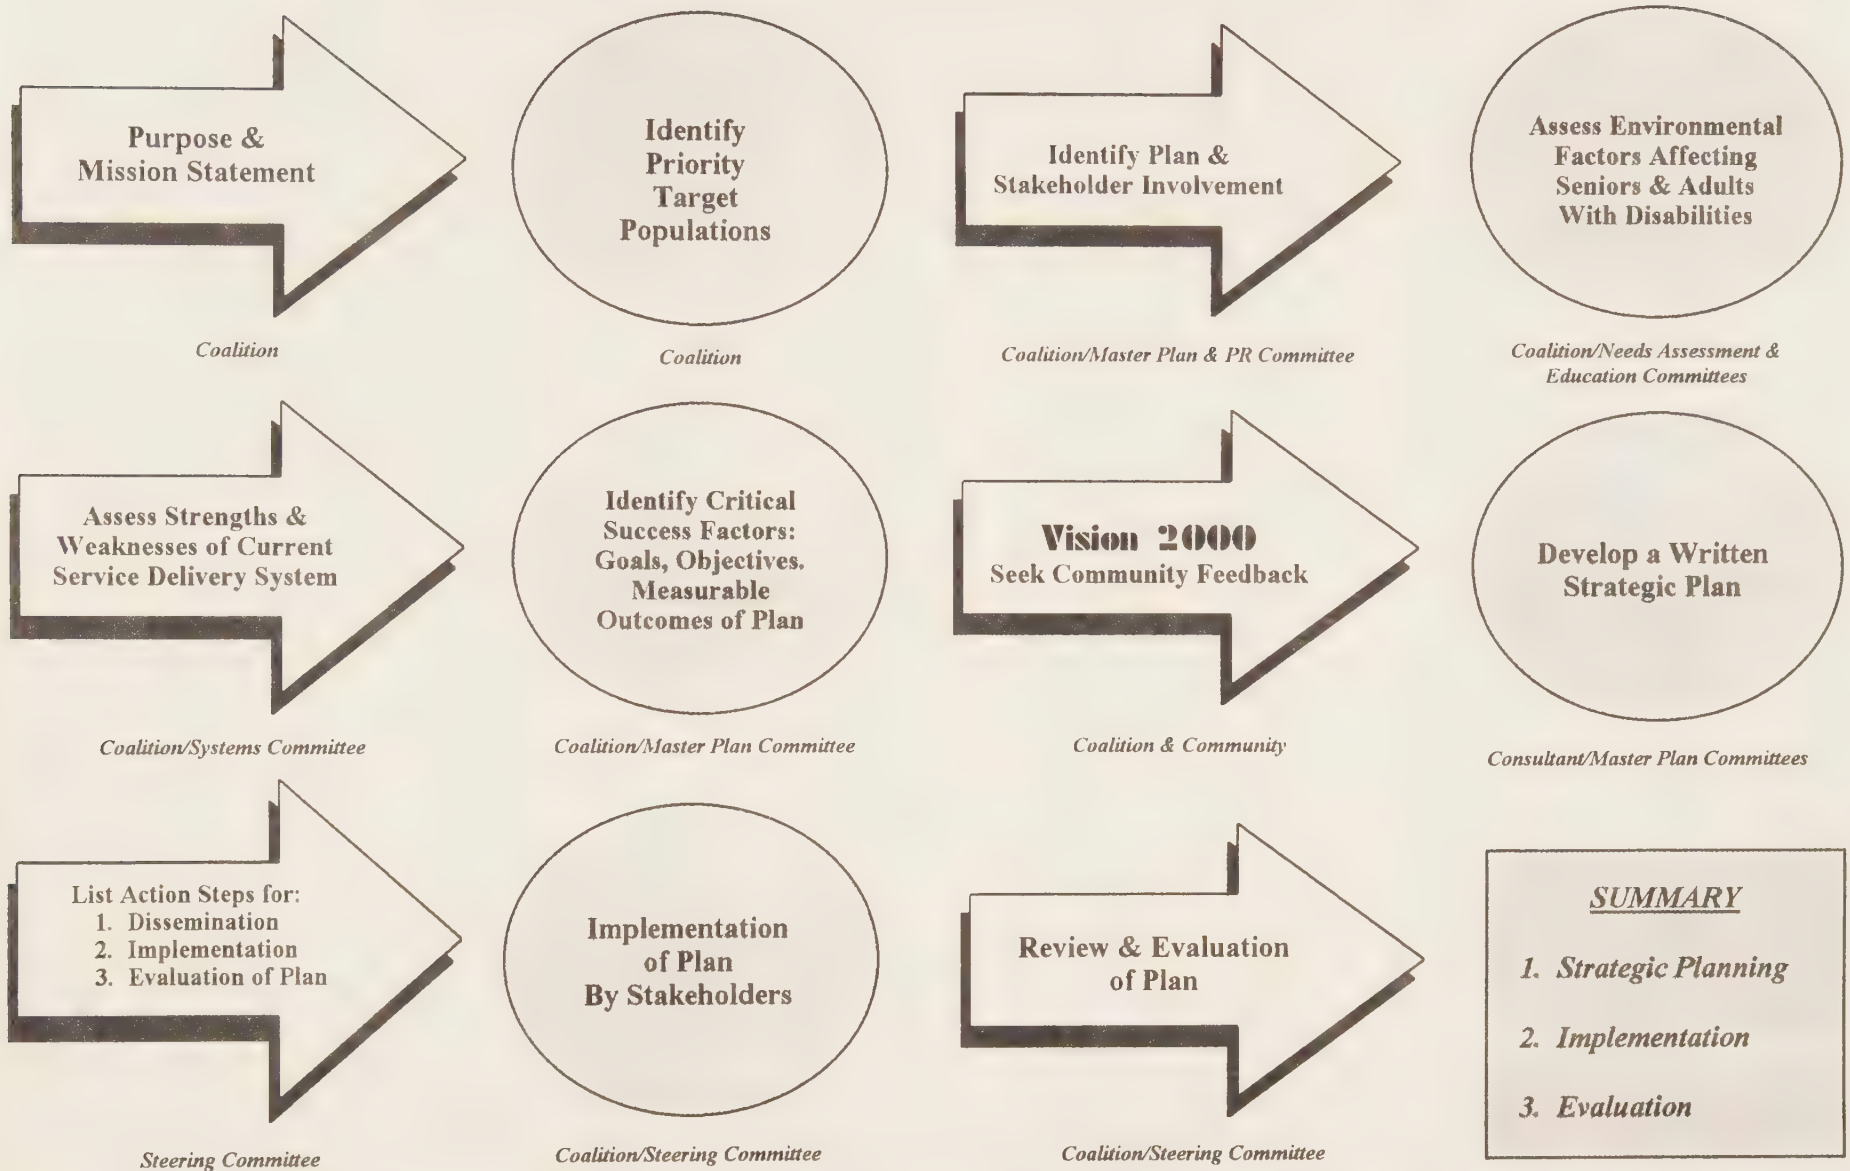 Purpose &
Mission Statement
Coalition
Identify
Priority
Target
Populations
Coalition
Identify Plan &
Stakeholder Involvement
Coalition/Master Plan & PR Committee
Assess Environmental
Factors Affecting
Seniors & Adults
With Disabilities
Coalition/Needs Assessment &
Education Committees
Assess Strengths &
Weaknesses of Current
Service Delivery System
Coalition/Systems Committee
Identify Critical
Success Factors:
Goals, Objectives.
Measurable
Outcomes of Plan
Coalition/Master Plan Committee
Vision 2000
Seek Community Feedback
Coalition & Community
Develop a Written
Strategic Plan
Consultant/Master Plan Committees
List Action Steps for:
1. Dissemination
2. Implementation
3. Evaluation of Plan
Steering Committee
Implementation
of Plan
By Stakeholders
Coalition/Steering Committee
Review & Evaluation
of Plan
Coalition/Steering Committee
SUMMARY
1. Strategic Planning
2. Implementation
3. Evaluation